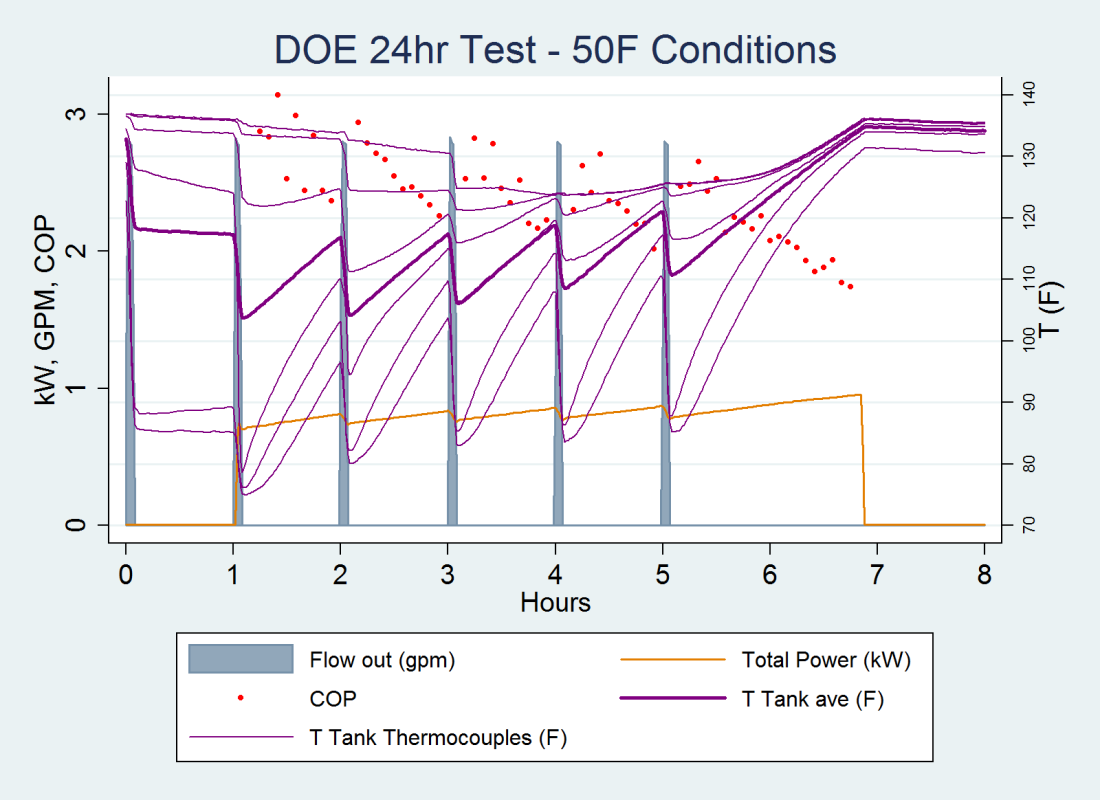 DOE 24hr Test - 50F Conditions
kW, GPM, COP
3
2
1
0
140
130
120
110
100
90
80
70
T (F)
0 1 2 3 4 5 6 7 8
Hours
Flow out (gpm) Total Power (kW)
COP T Tank ave (F)
T Tank Thermocouples (F)